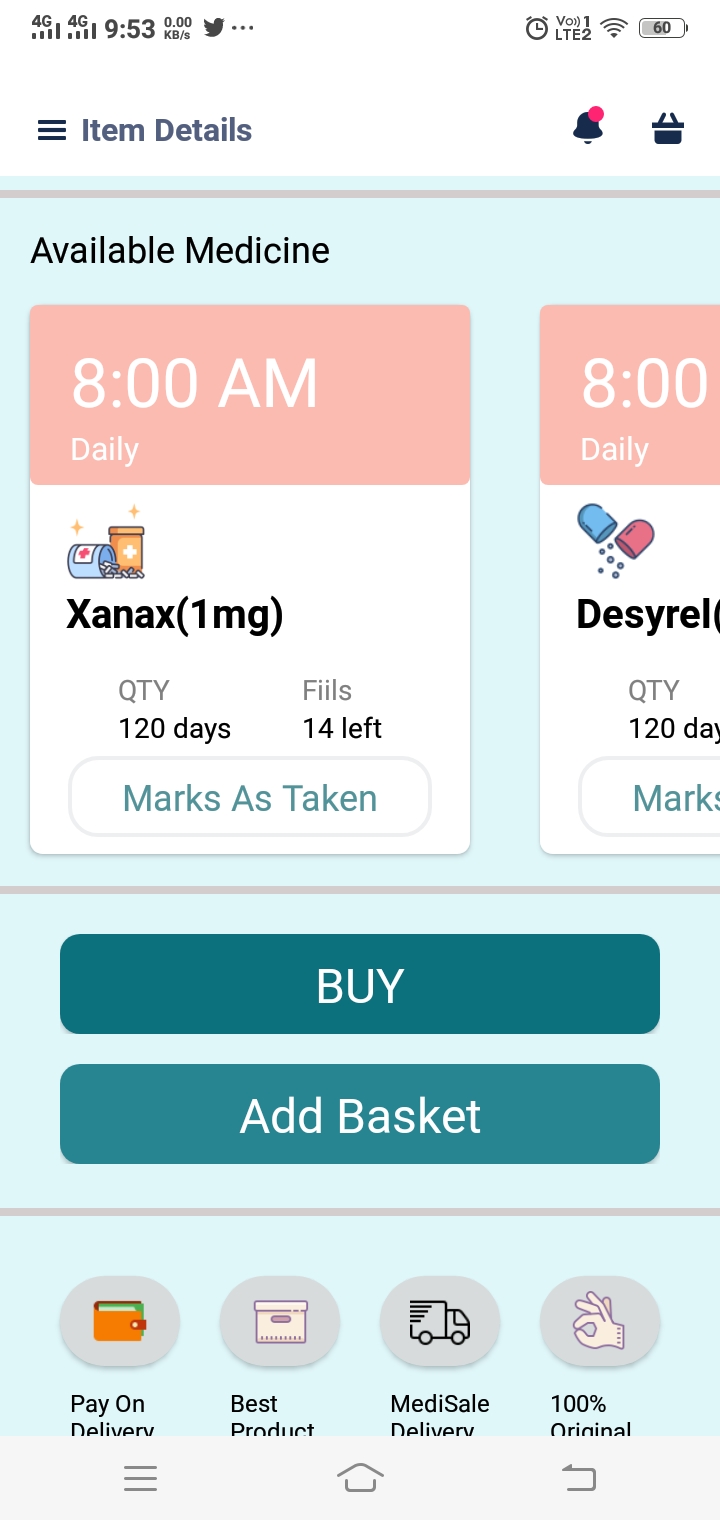 4G 4G 9:53 0.00 KB/s ... Vo)) 1 LTE2 60
Item Details
Available Medicine
8:00 AM 8:00
Daily Daily
Xanax(1mg) Desyrel(
QTY Fiils QTY
120 days 14 left 120 day
Marks As Taken Marks
BUY
Add Basket
Pay On Best MediSale 100%
Delivery Product Delivery Original